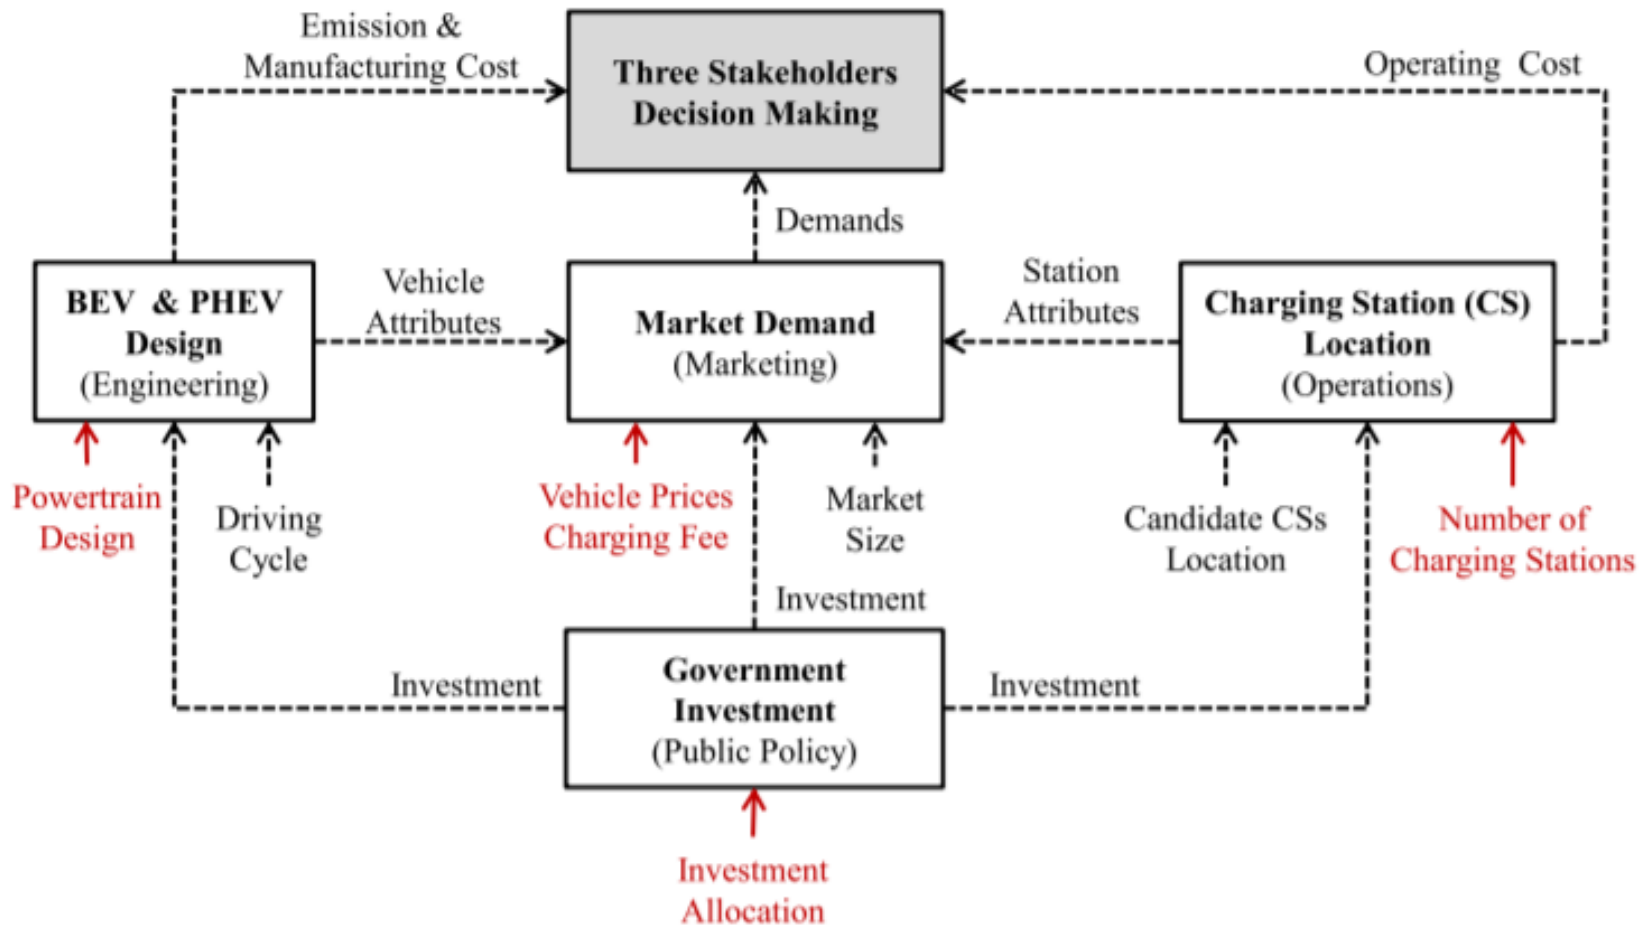 Emission &
Manufacturing Cost
Three Stakeholders
Decision Making
Operating Cost
Demands
BEV & PHEV
Design
(Engineering)
Vehicle
Attributes
Market Demand
(Marketing)
Station
Attributes
Charging Station (CS)
Location
(Operations)
Powertrain
Design
Driving
Cycle
Vehicle Prices
Charging Fee
Market
Size
Candidate CSs
Location
Number of
Charging Stations
Investment
Investment
Government
Investment
(Public Policy)
Investment
Investment
Allocation